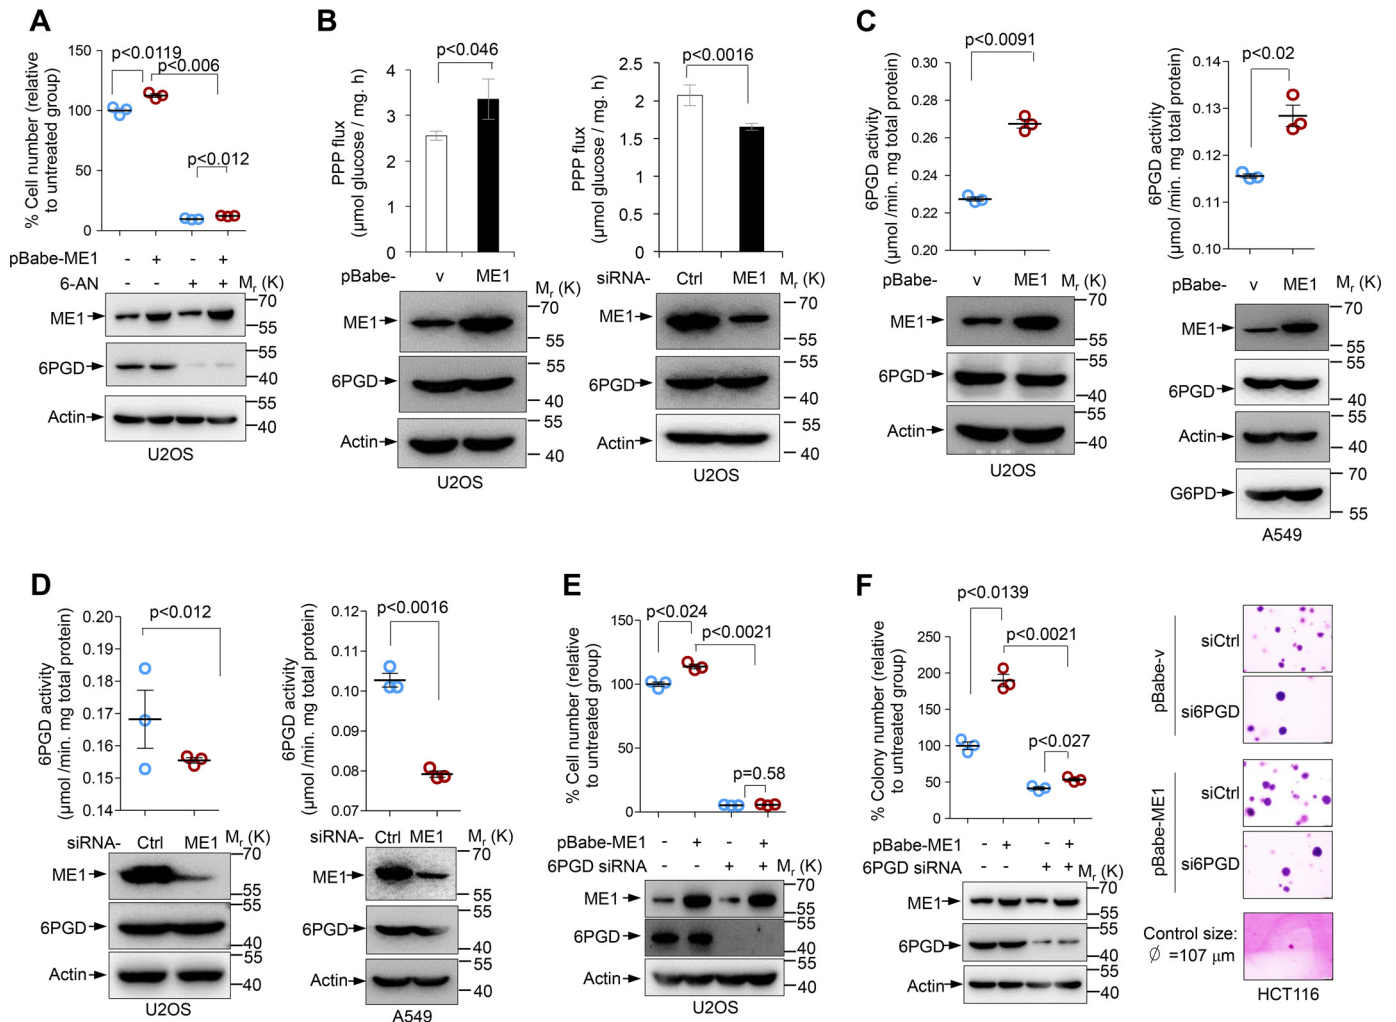 A
% Cell number (relative
to untreated group)
150
100
50
0
p<0.0119
p<0.006
p<0.012
pBabe-ME1 - + - +
6-AN - - + + Mr (K)
ME1 70
55
6PGD 55
40
Actin 55
40
U2OS
B
PPP flux
(μmol glucose / mg. h)
4
3
2
1
0
p<0.046
pBabe- v ME1 Mr (K)
ME1 70
55
6PGD 55
40
Actin 55
40
U2OS
PPP flux
(μmol glucose / mg. h)
2.5
2
1.5
1
0.5
0
p<0.0016
siRNA- Ctrl ME1 Mr (K)
ME1 70
55
6PGD 55
40
Actin 55
40
U2OS
C
6PGD activity
(μmol /min. mg total protein)
0.30
0.28
0.26
0.24
0.22
0.20
p<0.0091
pBabe- v ME1 Mr (K)
ME1 70
55
6PGD 55
40
Actin 55
40
U2OS
6PGD activity
(μmol /min. mg total protein)
0.14
0.13
0.12
0.11
0.10
p<0.02
pBabe- v ME1 Mr (K)
ME1 70
55
6PGD 55
40
Actin 55
40
G6PD 70
55
A549
D
6PGD activity
(μmol /min. mg total protein)
0.20
0.19
0.18
0.17
0.16
0.15
0.14
p<0.012
siRNA- Ctrl ME1 Mr (K)
ME1 70
55
6PGD 55
40
Actin 55
40
U2OS
6PGD activity
(μmol /min. mg total protein)
0.12
0.11
0.10
0.09
0.08
0.07
p<0.0016
siRNA- Ctrl ME1 Mr (K)
ME1 70
55
6PGD 55
40
Actin 55
40
A549
E
% Cell number (relative
to untreated group)
150
100
50
0
p<0.024
p<0.0021
p=0.58
pBabe-ME1 - + - +
6PGD siRNA - - + + Mr (K)
ME1 70
55
6PGD 55
40
Actin 55
40
U2OS
F
% Colony number (relative
to untreated group)
250
200
150
100
50
0
p<0.0139
p<0.0021
p<0.027
pBabe-ME1 - + - +
6PGD siRNA - - + + Mr (K)
ME1 70
55
6PGD 55
40
Actin 55
40
pBabe-v
siCtrl
si6PGD
pBabe-ME1
siCtrl
si6PGD
Control size:
Ø =107 μm
HCT116